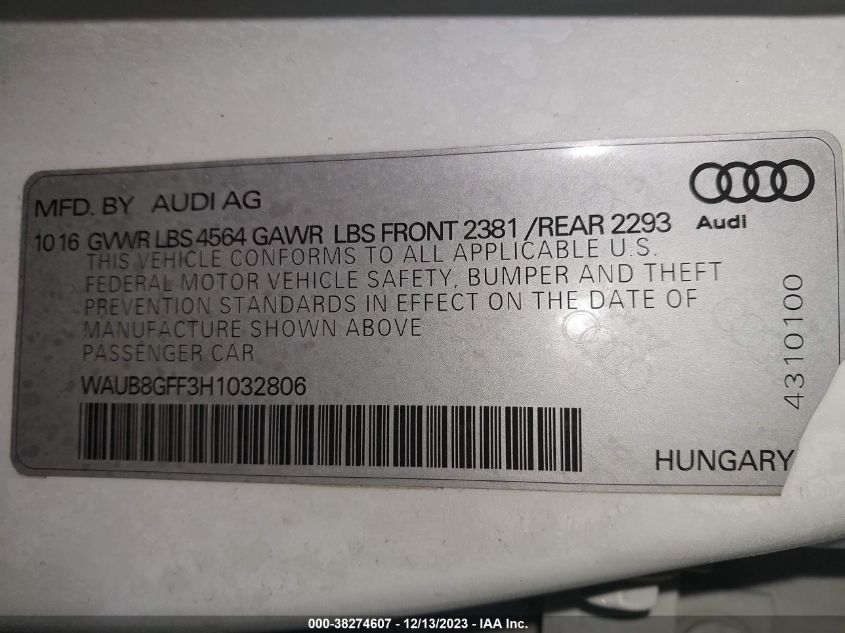 MFD. BY AUDI AG
10 16 GVWR LBS 4564 GAWR LBS FRONT 2381 /REAR 2293
Audi
THIS VEHICLE CONFORMS TO ALL APPLICABLE U.S.
FEDERAL MOTOR VEHICLE SAFETY, BUMPER AND THEFT
PREVENTION STANDARDS IN EFFECT ON THE DATE OF
MANUFACTURE SHOWN ABOVE
PASSENGER CAR
WAUB8GFF3H1032806
4310100
HUNGARY
000-38274607 - 12/13/2023 - IAA Inc.